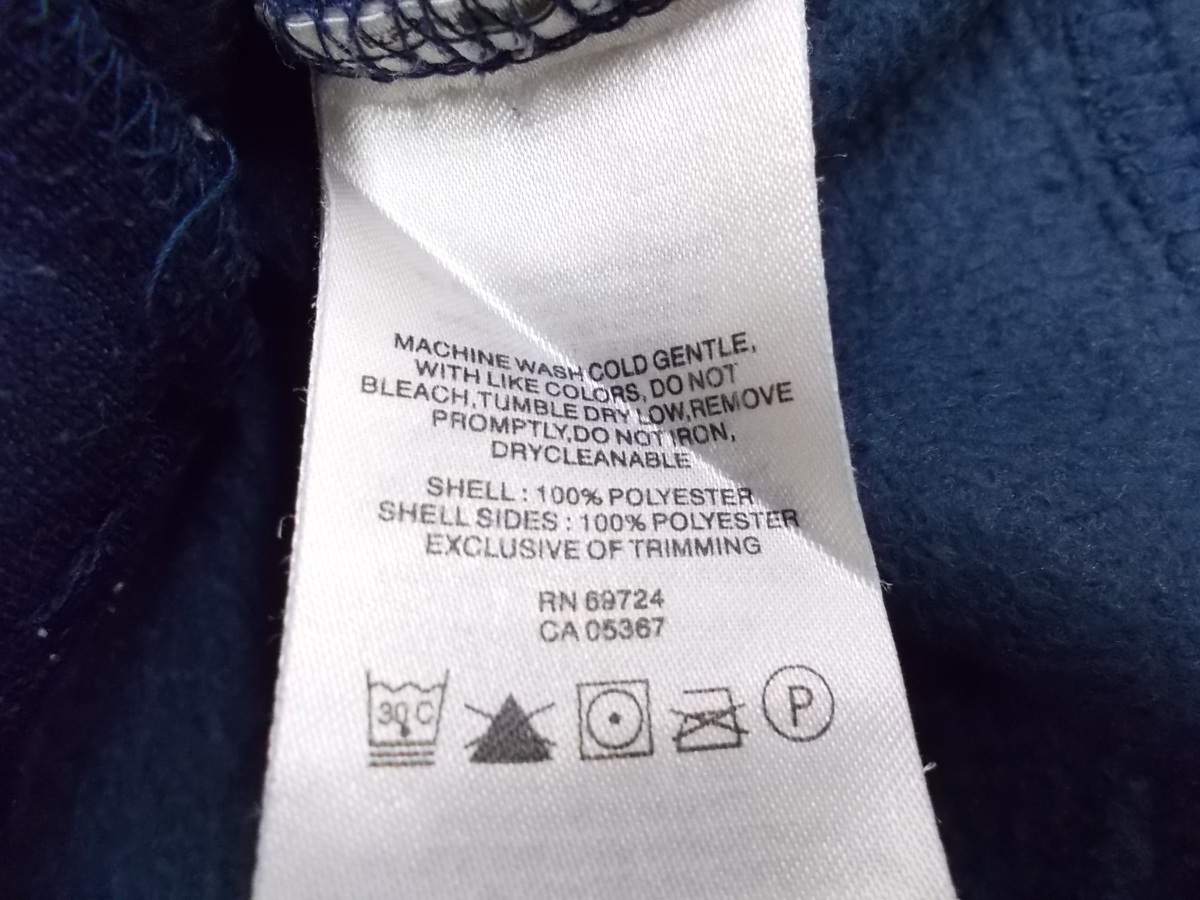 MACHINE WASH COLD GENTLE,
WITH LIKE COLORS, DO NOT
BLEACH,TUMBLE DRY LOW,REMOVE
PROMPTLY,DO NOT IRON,
DRYCLEANABLE
SHELL : 100% POLYESTER
SHELL SIDES : 100% POLYESTER
EXCLUSIVE OF TRIMMING
RN 69724
CA 05367
30°C P